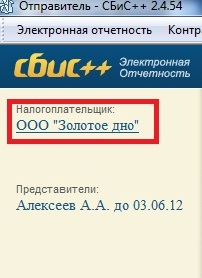 Отправитель - СБиС++ 2.4.54
Электронная отчетность Контр
сбис++ Электронная
Отчетность
Налогоплательщик:
ООО "Золотое дно"
Представители:
Алексеев А.А. до 03.06.12